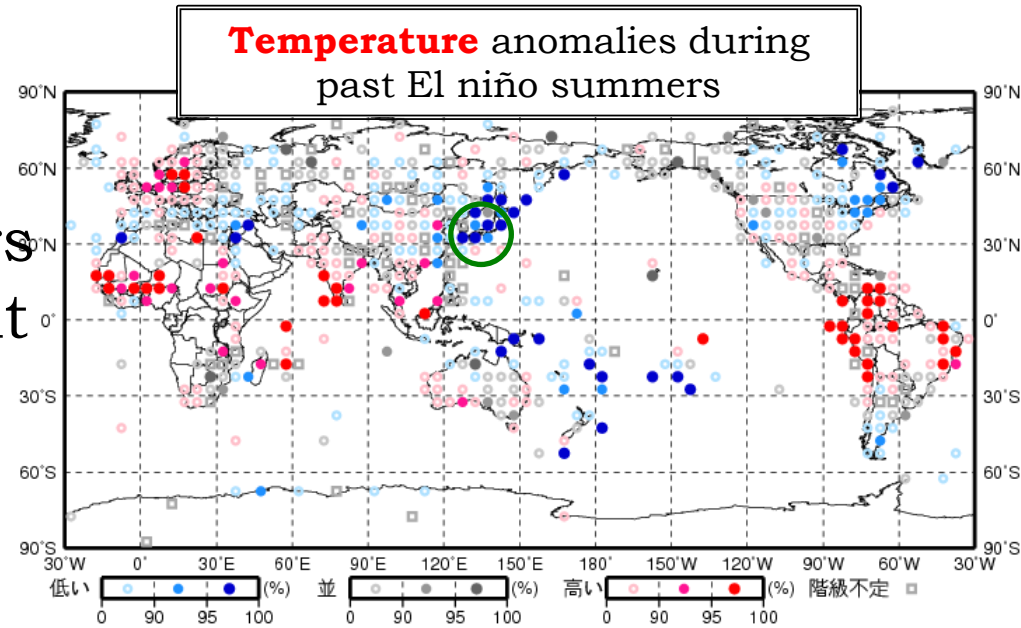 Temperature anomalies during
past El niño summers
90˚N 90˚N
60˚N 60˚N
rs
30˚N 30˚N
nt
0˚ 0˚
30˚S 30˚S
60˚S 60˚S
90˚S 90˚S
30˚W 0˚ 30˚E 60˚E 90˚E 120˚E 150˚E 180˚ 150˚W 120˚W 90˚W 60˚W 30˚W
低い (%) 並 (%) 高い (%) 階級不定
0 90 95 100 0 90 95 100 0 90 95 100